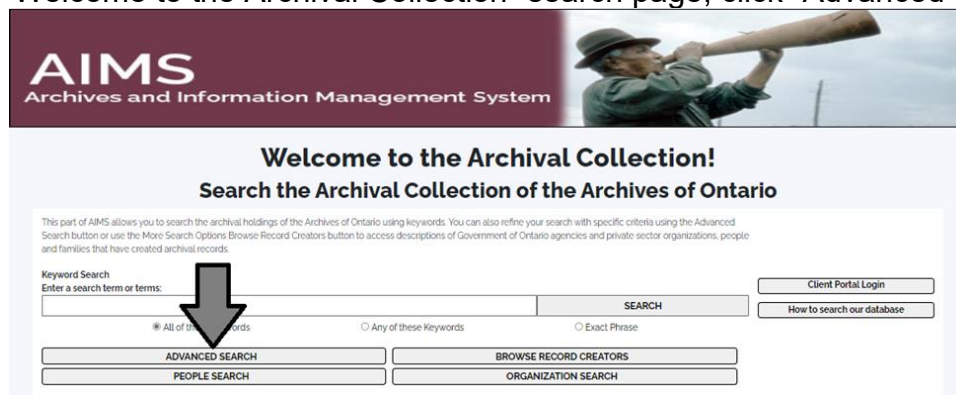 Welcome to the Archival Collection" search page, click "Advanced
AIMS
Archives and Information Management System
Welcome to the Archival Collection!
Search the Archival Collection of the Archives of Ontario
This part of AIMS allows you to search the archival holdings of the Archives of Ontario using keywords. You can also refine your search with specific criteria using the Advanced
Search button or use the More Search Options Browse Record Creators button to access descriptions of Government of Ontario agencies and private sector organizations, people
and families that have created archival records.
Keyword Search
Enter a search term or terms:
SEARCH
Client Portal Login
How to search our database
All of th ords
Any of these Keywords
Exact Phrase
ADVANCED SEARCH
BROWSE RECORD CREATORS
PEOPLE SEARCH
ORGANIZATION SEARCH